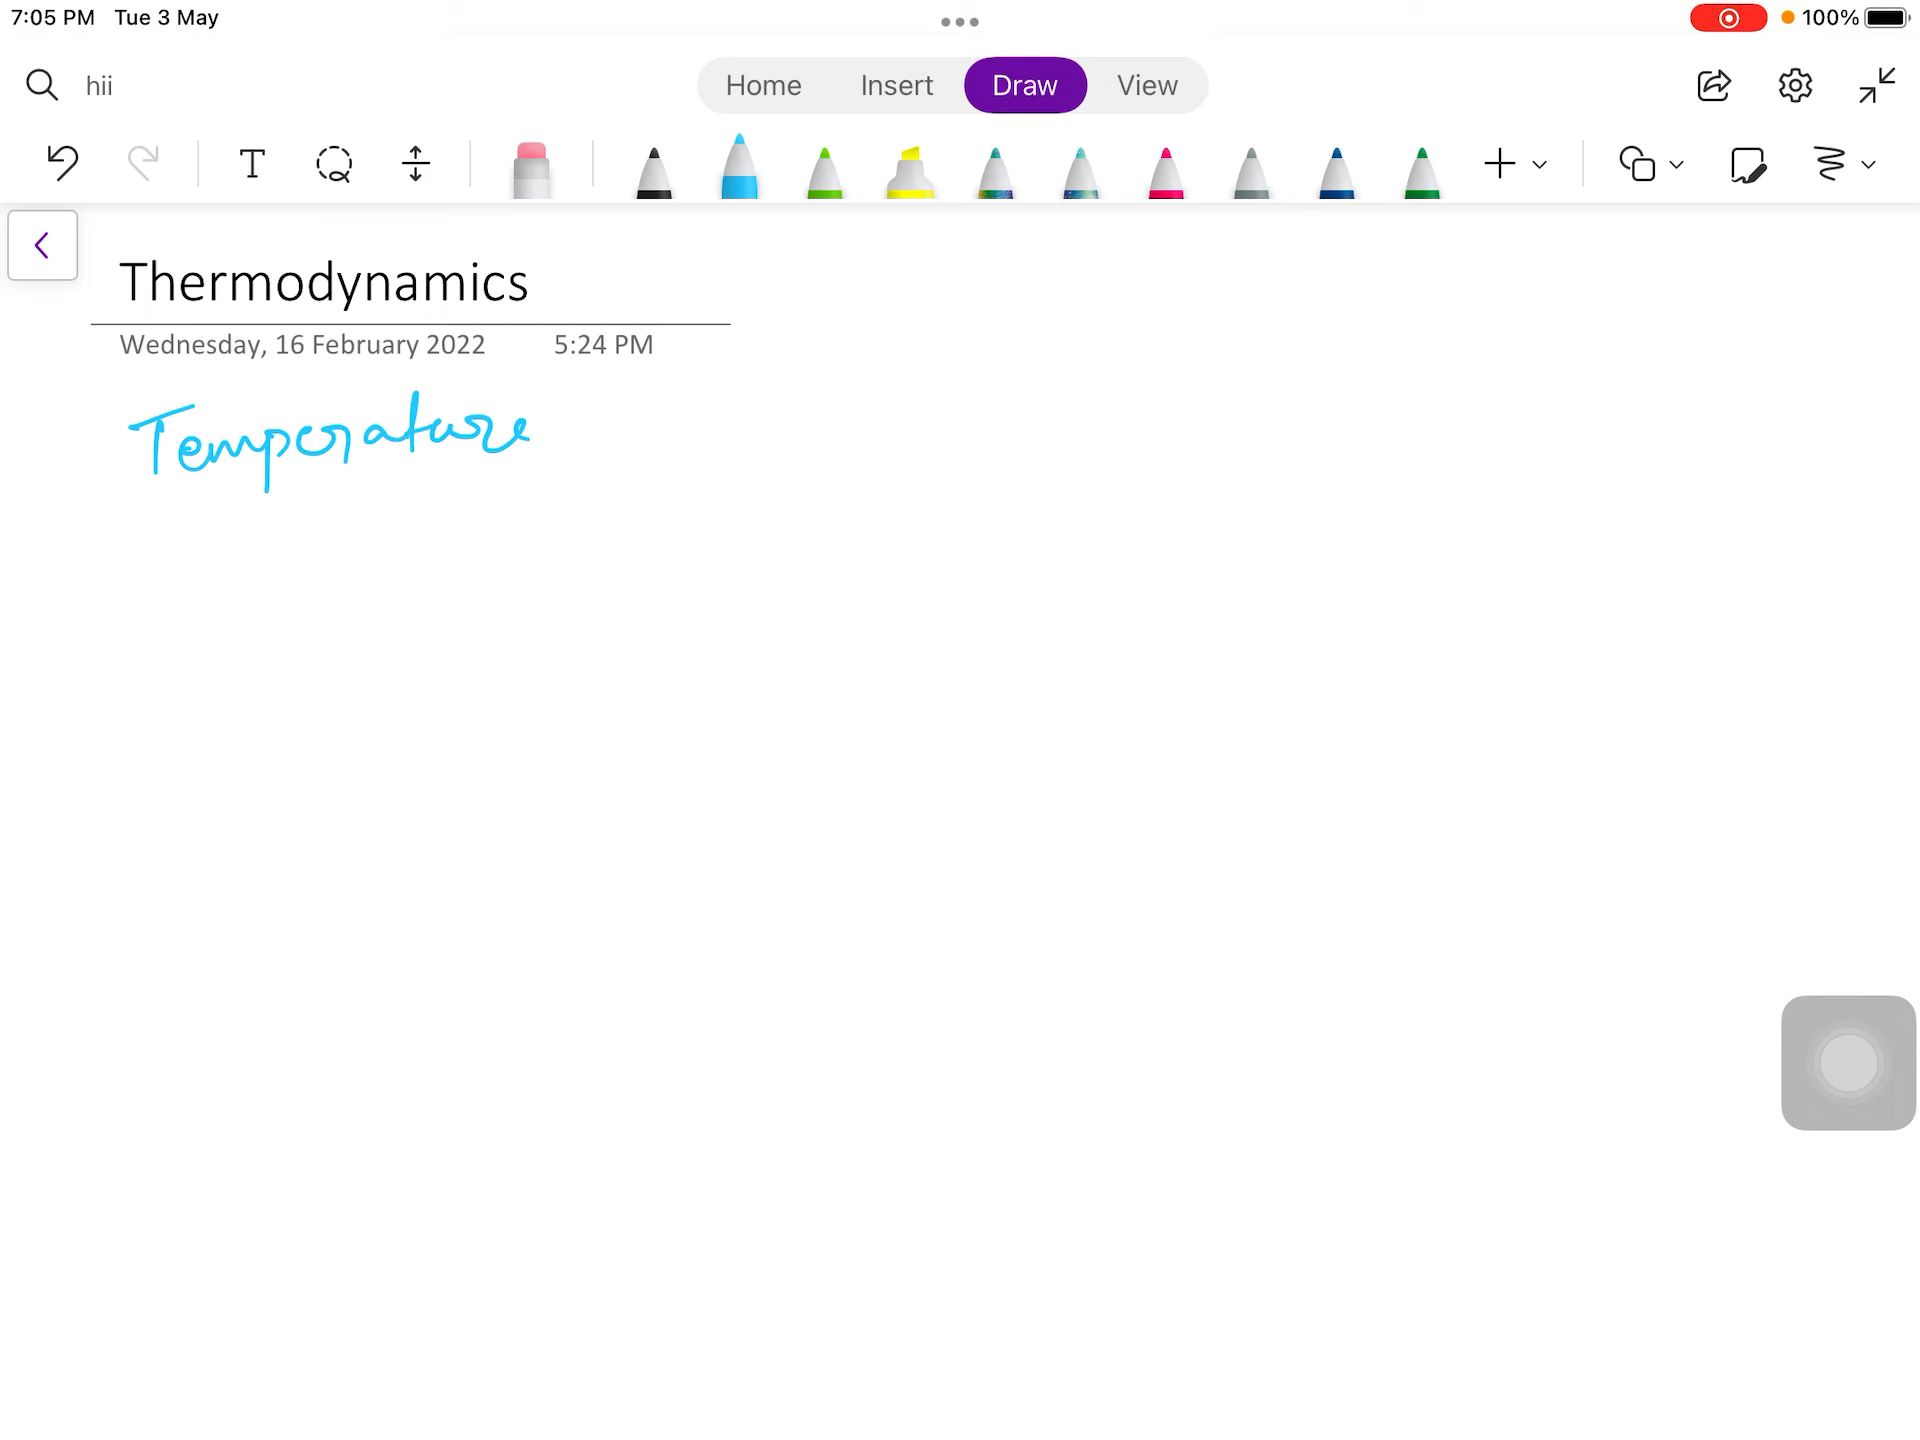 7:05 PM Tue 3 May
100%
hii
Home Insert Draw View
T
Thermodynamics
Wednesday, 16 February 2022 5:24 PM
Temperature